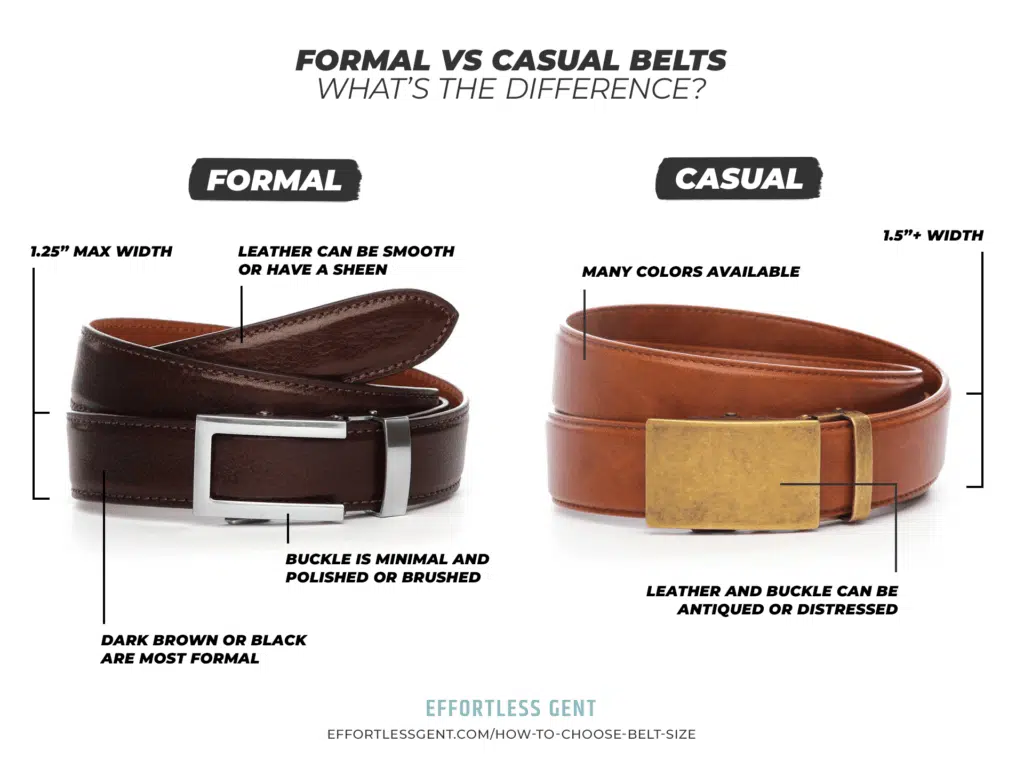 FORMAL VS CASUAL BELTS
WHAT'S THE DIFFERENCE?
FORMAL
CASUAL
1.25” MAX WIDTH
LEATHER CAN BE SMOOTH
OR HAVE A SHEEN
BUCKLE IS MINIMAL AND
POLISHED OR BRUSHED
DARK BROWN OR BLACK
ARE MOST FORMAL
1.5”+ WIDTH
MANY COLORS AVAILABLE
LEATHER AND BUCKLE CAN BE
ANTIQUED OR DISTRESSED
EFFORTLESS GENT
EFFORTLESSGENT.COM/HOW-TO-CHOOSE-BELT-SIZE